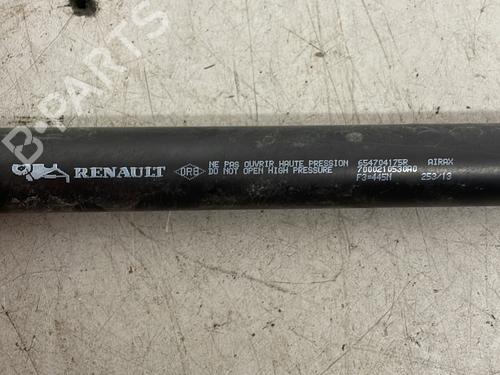 B-PARTS
RENAULT
ORB
NE PAS OUVRIR HAUTE PRESSION
DO NOT OPEN HIGH PRESSURE
654704175R AIRAX
7000210530A0
F3=445N 253/13